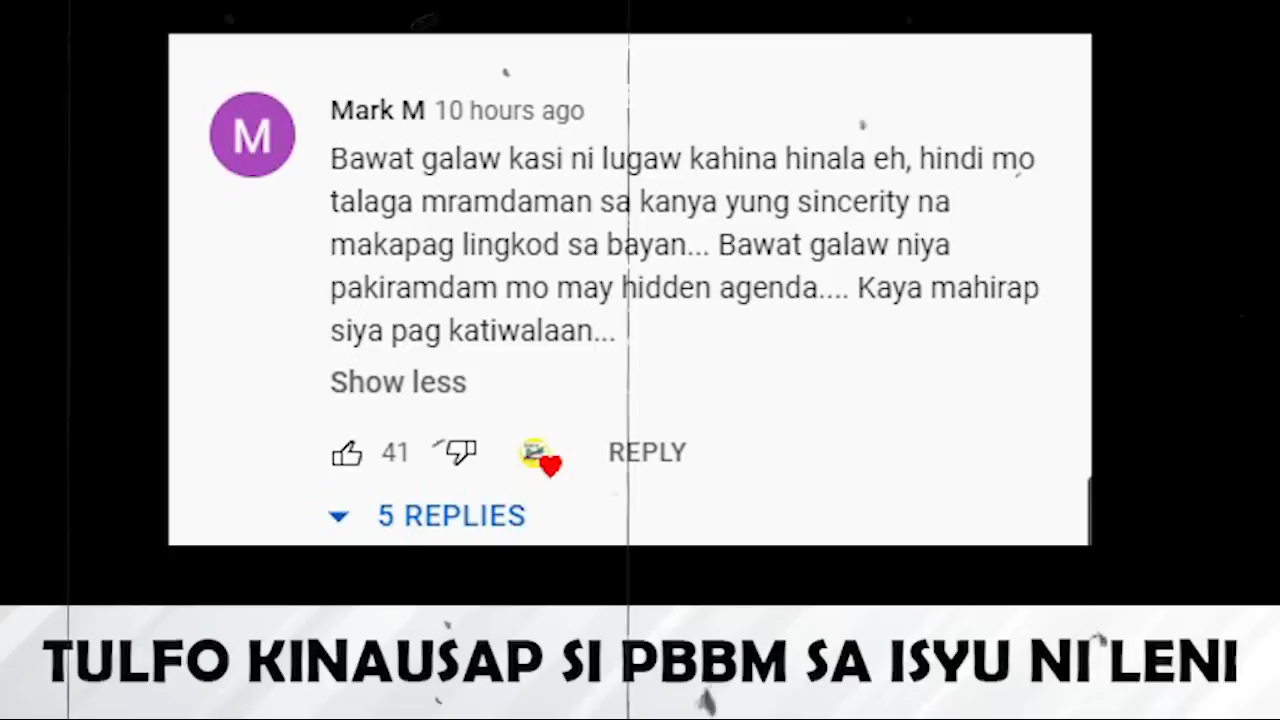 M
Mark M 10 hours ago
Bawat galaw kasi ni lugaw kahina hinala eh, hindi mo
talaga mramdaman sa kanya yung sincerity na
makapag lingkod sa bayan... Bawat galaw niya
pakiramdam mo may hidden agenda.... Kaya mahirap
siya pag katiwalaan...
Show less
41 REPLY
5 REPLIES
TULFO KINAUSAP SI PBBM SA ISYU NI LENI